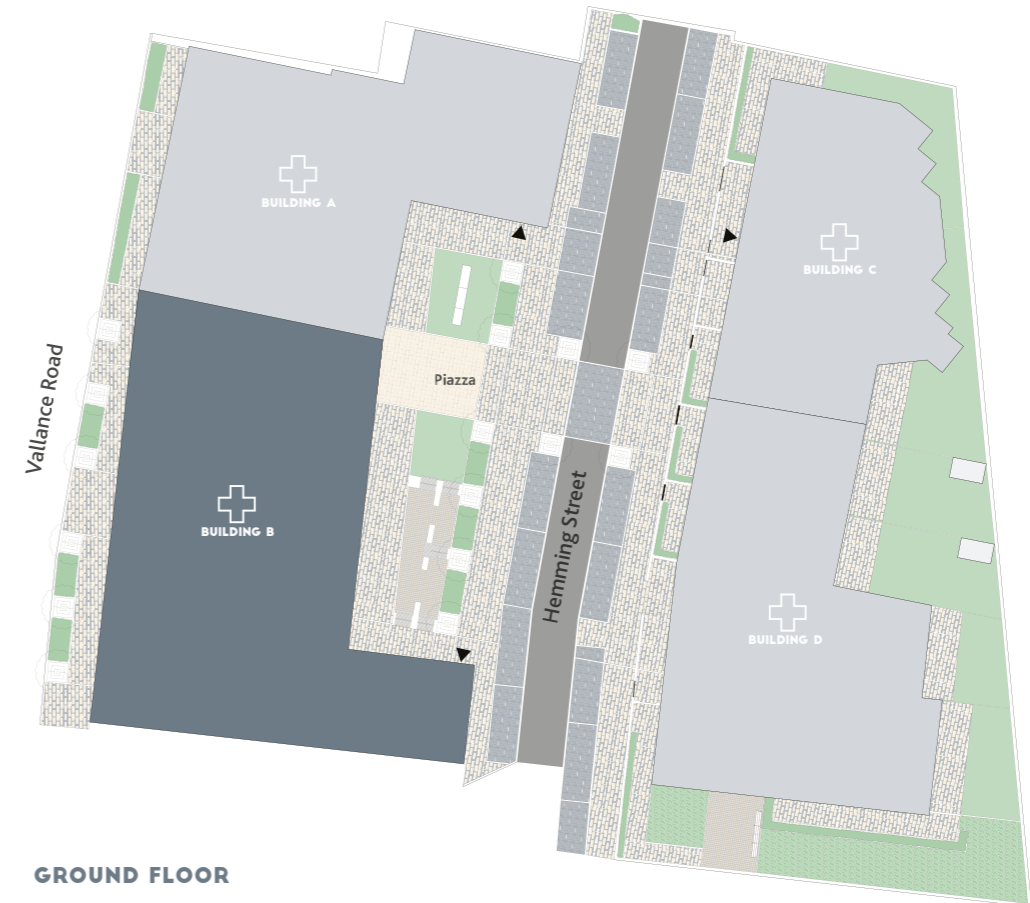 BUILDING A
BUILDING C
Vallance Road
Piazza
BUILDING B
Hemming Street
BUILDING D
GROUND FLOOR